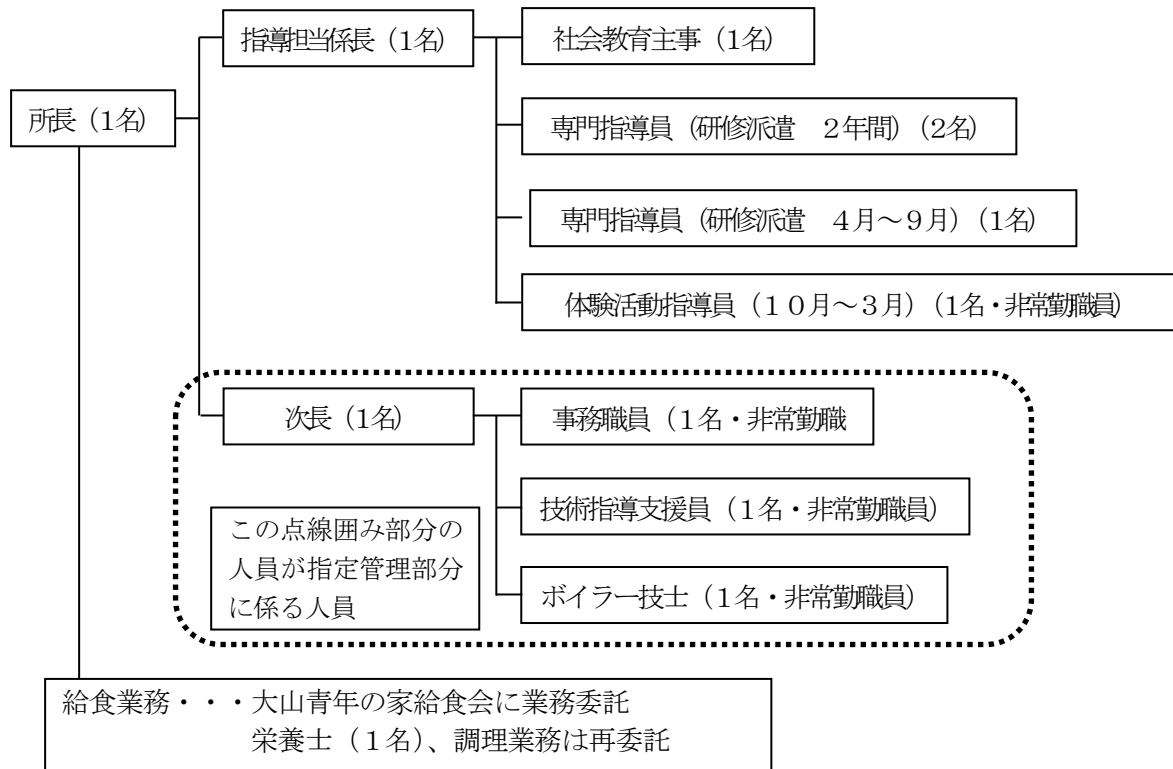 指導担当係長（１名）
社会教育主事（１名）
所長（１名）
専門指導員（研修派遣　２年間）（２名）
専門指導員（研修派遣　４月～９月）（１名）
体験活動指導員（１０月～３月）（１名・非常勤職員）
次長（１名）
事務職員（１名・非常勤職
技術指導支援員（１名・非常勤職員）
この点線囲み部分の
人員が指定管理部分
に係る人員
ボイラー技士（１名・非常勤職員）
給食業務・・・大山青年の家給食会に業務委託
栄養士（１名）、調理業務は再委託